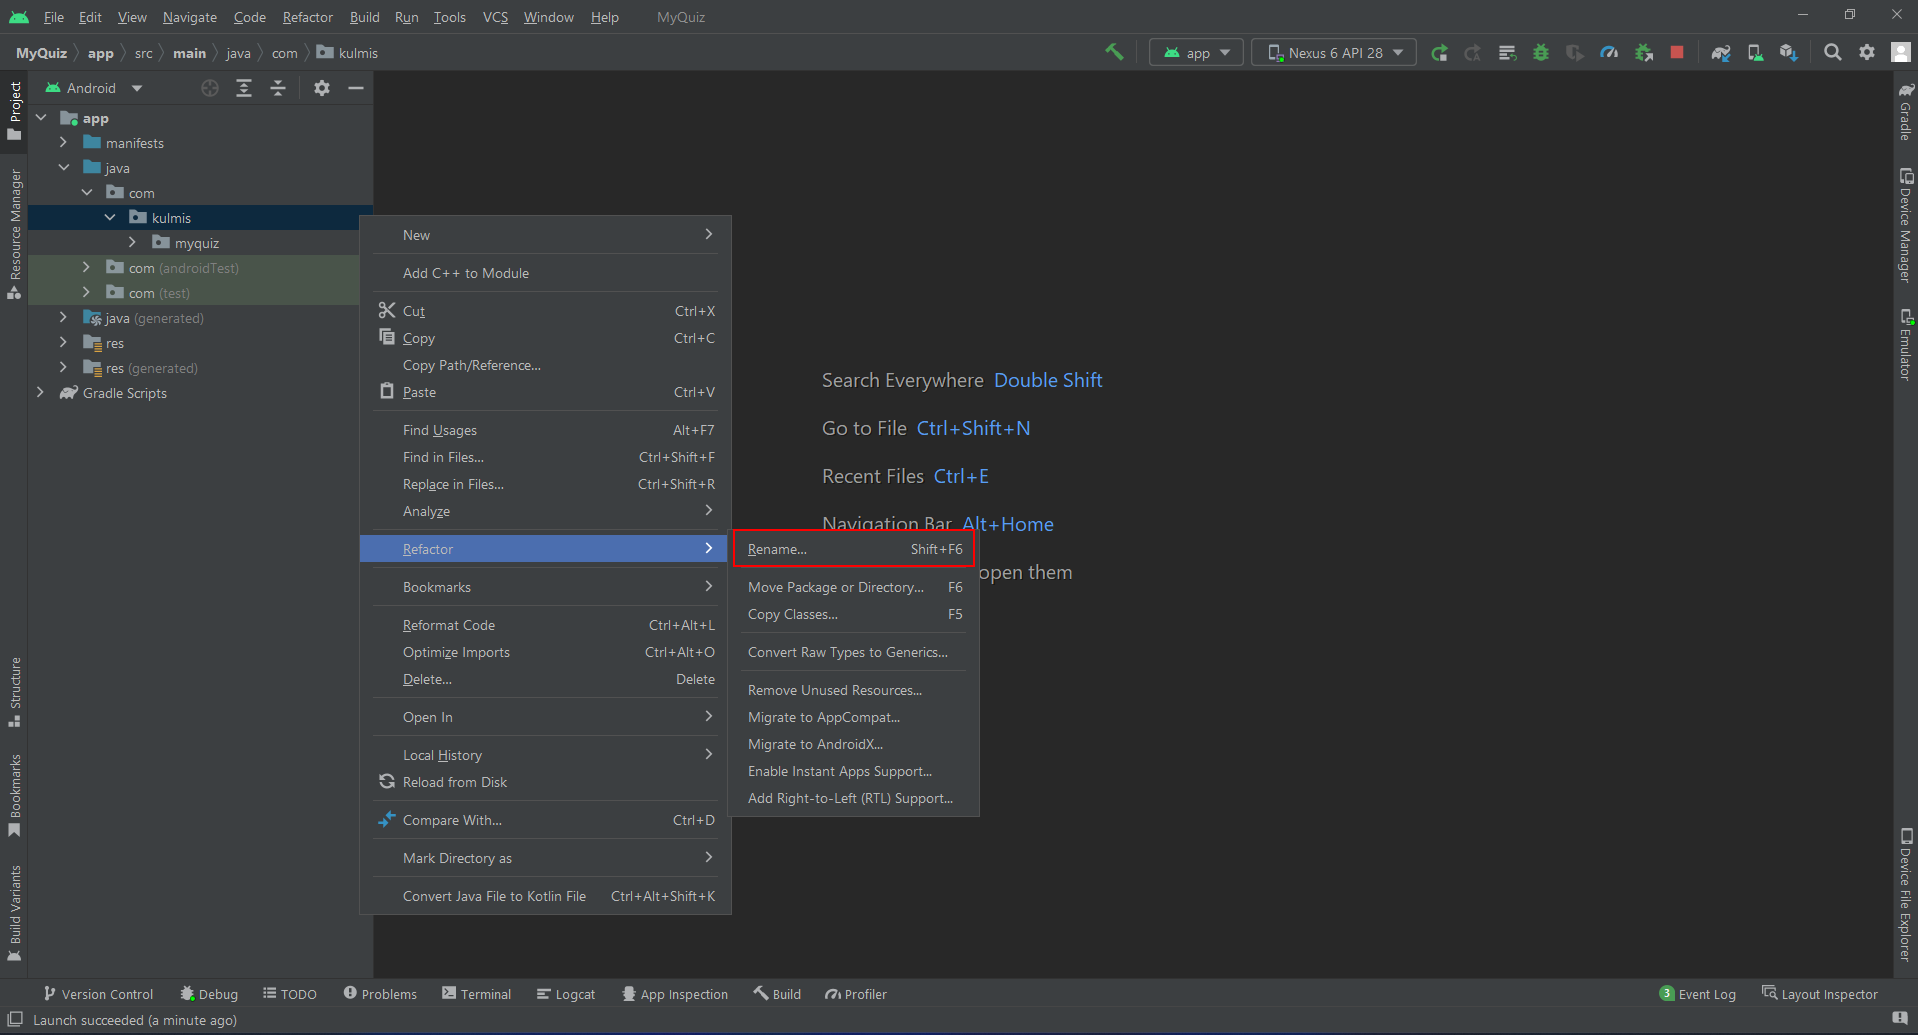 File Edit View Navigate Code Refactor Build Run Tools VCS Window Help MyQuiz
MyQuiz app src main java com kulmis
app Nexus 6 API 28
Project
Resource Manager
Structure
Bookmarks
Build Variants
Android
app
manifests
java
com
kulmis
myquiz
com (androidTest)
com (test)
java (generated)
res
res (generated)
Gradle Scripts
New
Add C++ to Module
Cut Ctrl+X
Copy Ctrl+C
Copy Path/Reference...
Paste Ctrl+V
Find Usages Alt+F7
Find in Files... Ctrl+Shift+F
Replace in Files... Ctrl+Shift+R
Analyze
Refactor
Bookmarks
Reformat Code Ctrl+Alt+L
Optimize Imports Ctrl+Alt+O
Delete... Delete
Open In
Local History
Reload from Disk
Compare With... Ctrl+D
Mark Directory as
Convert Java File to Kotlin File Ctrl+Alt+Shift+K
Rename... Shift+F6
Move Package or Directory... F6
Copy Classes... F5
Convert Raw Types to Generics...
Remove Unused Resources...
Migrate to AppCompat...
Migrate to AndroidX...
Enable Instant Apps Support...
Add Right-to-Left (RTL) Support...
Search Everywhere Double Shift
Go to File Ctrl+Shift+N
Recent Files Ctrl+E
Navigation Bar Alt+Home
open them
Gradle
Device Manager
Emulator
Device File Explorer
Version Control Debug TODO Problems Terminal Logcat App Inspection Build Profiler 3 Event Log Layout Inspector
Launch succeeded (a minute ago)